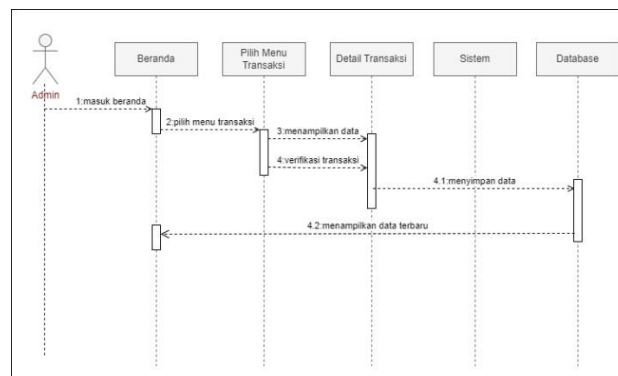 Beranda
Pilih Menu
Transaksi
Detail Transaksi
Sistem
Database
Admin
1:masuk beranda
2:pilih menu transaksi
3:menampilkan data
4:verifikasi transaksi
4.1:menyimpan data
4.2:menampilkan data terbaru